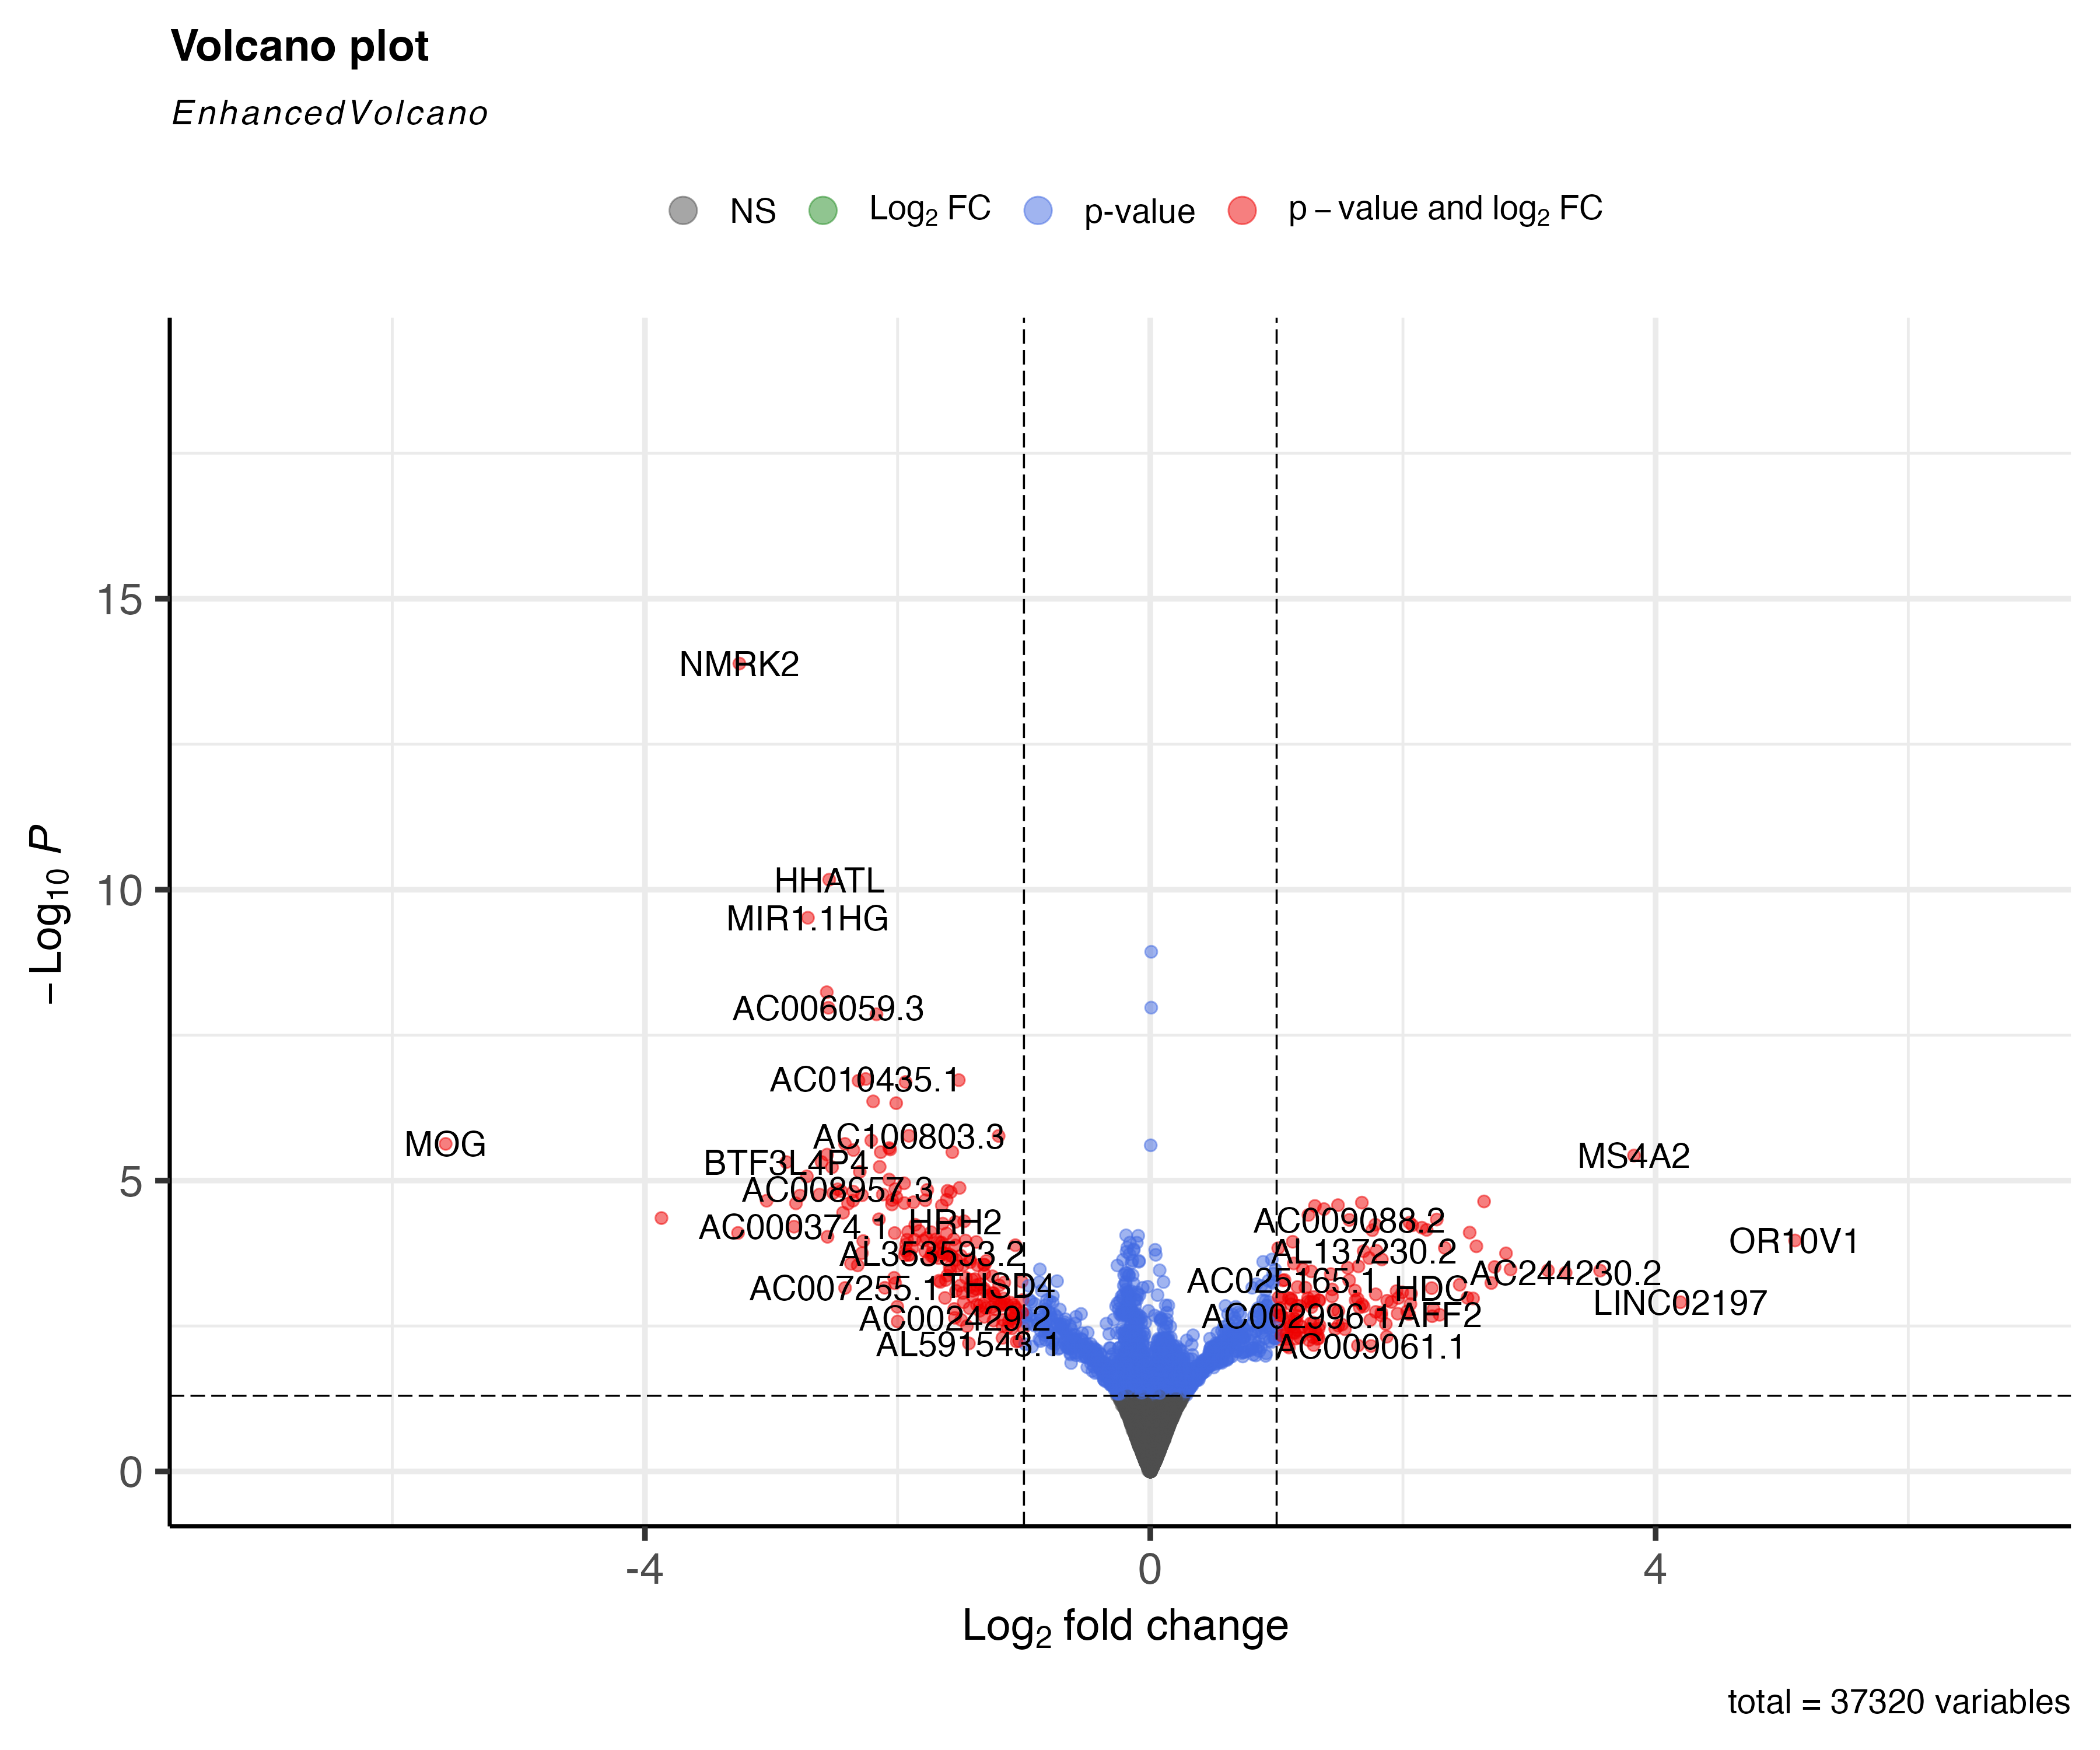 Volcano plot
EnhancedVolcano
NS Log2 FC p-value p − value and log2 FC
15
NMRK2
HHATL
10
MIR1.1HG
AC006059.3
AC010435.1
AC100803.3
MOG
MS4A2
BTF3L4P4
5
AC008957.3
AC009088.2
HRH2
AC000374.1
OR10V1
AL353593.2
AL137230.2
AC244230.2
AC025165.1
THSD4
AC007255.1
HDC
LINC02197
AFF2
AC002996.1
AC002429.2
AL591543.1
AC009061.1
0
−Log10 P
-4 0 4
Log2 fold change
total = 37320 variables